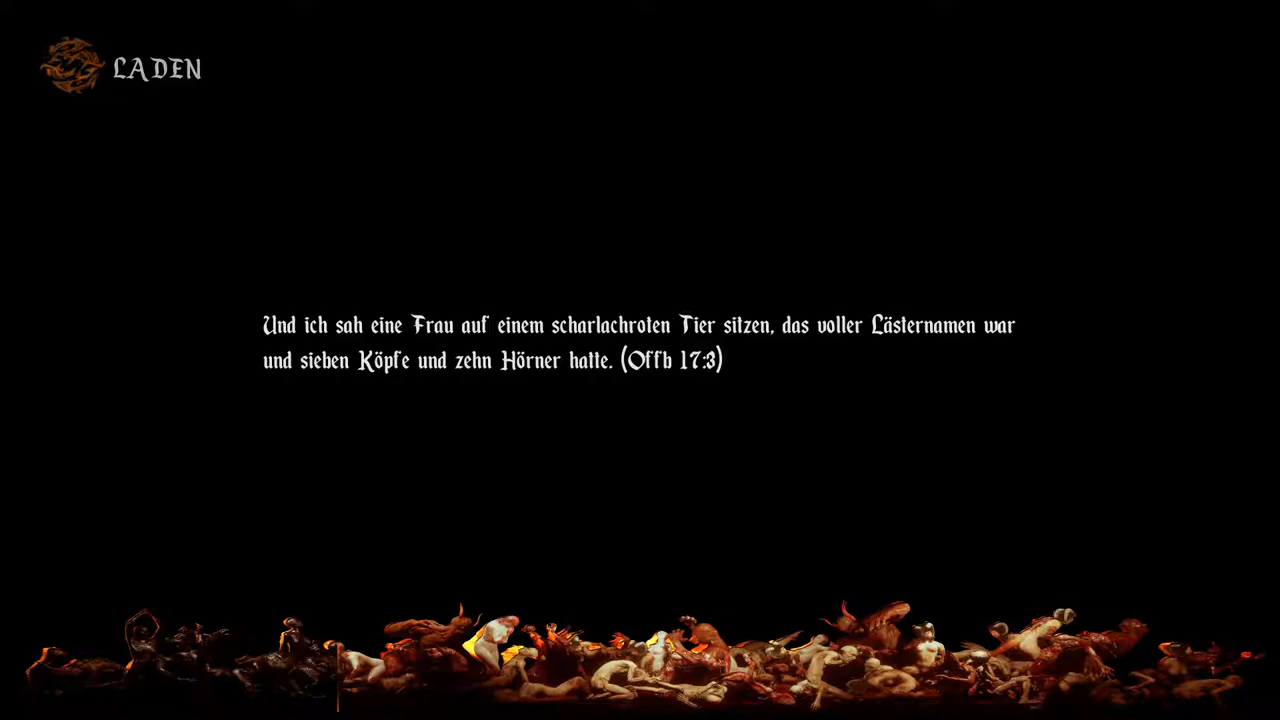 LADEN
Und ich sah eine Frau auf einem scharlachroten Tier sitzen, das voller Lästernamen war
und sieben Köpfe und zehn Hörner hatte. (Offb 17:3)